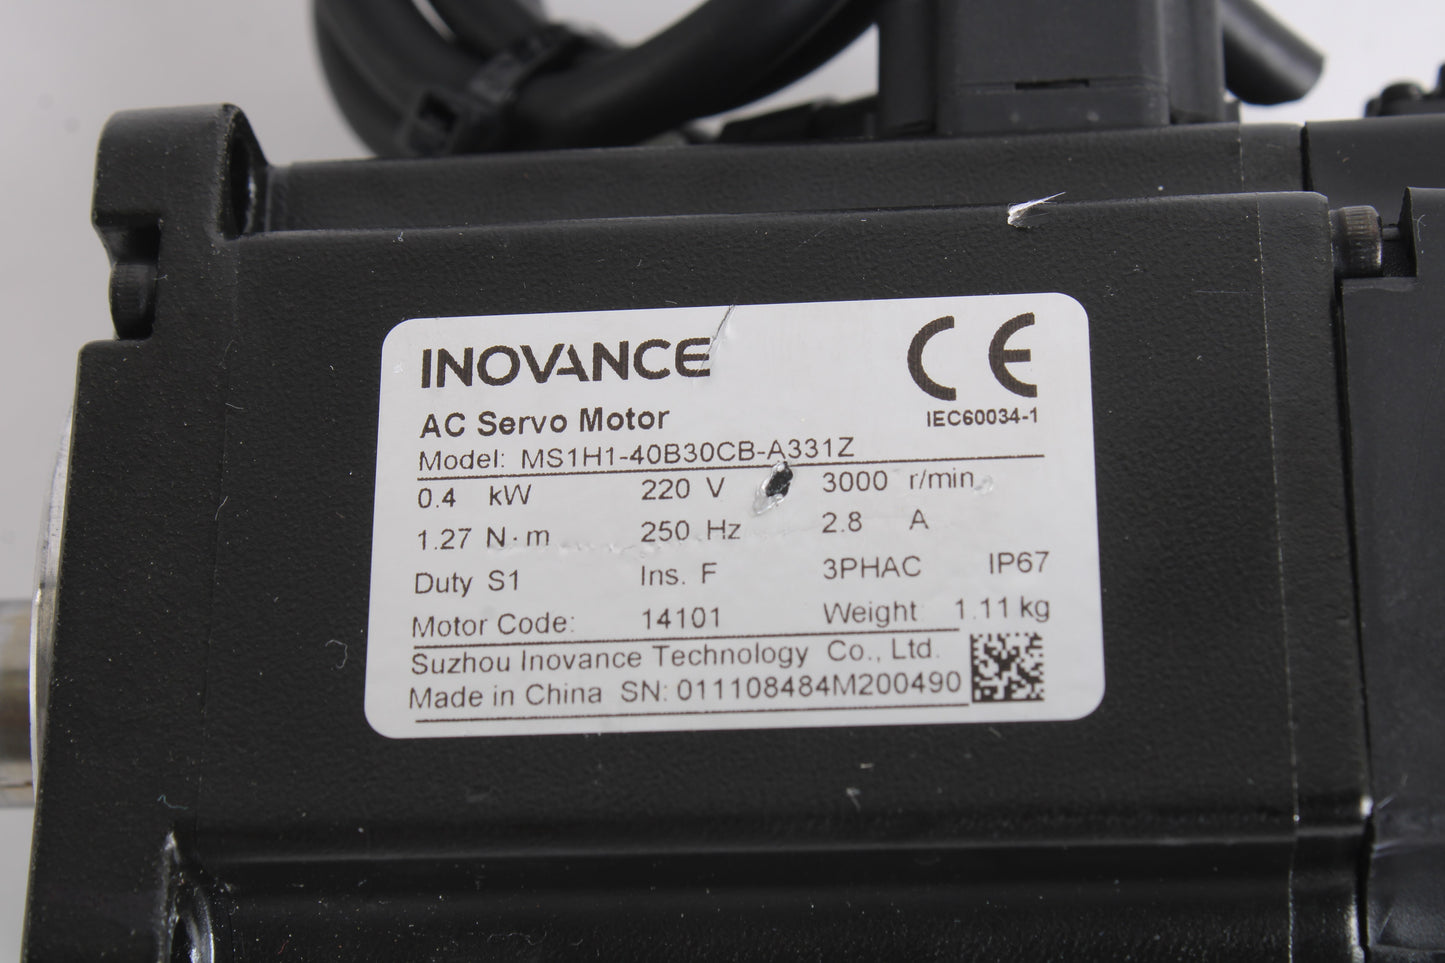 INOVANCE
CE
AC Servo Motor
IEC60034-1
Model: MS1H1-40B30CB-A331Z
0.4 kW 220 V 3000 r/min
1.27 N·m 250 Hz 2.8 A
Duty S1 Ins. F 3PHAC IP67
Motor Code: 14101 Weight 1.11 kg
Suzhou Inovance Technology Co., Ltd.
Made in China SN: 011108484M200490